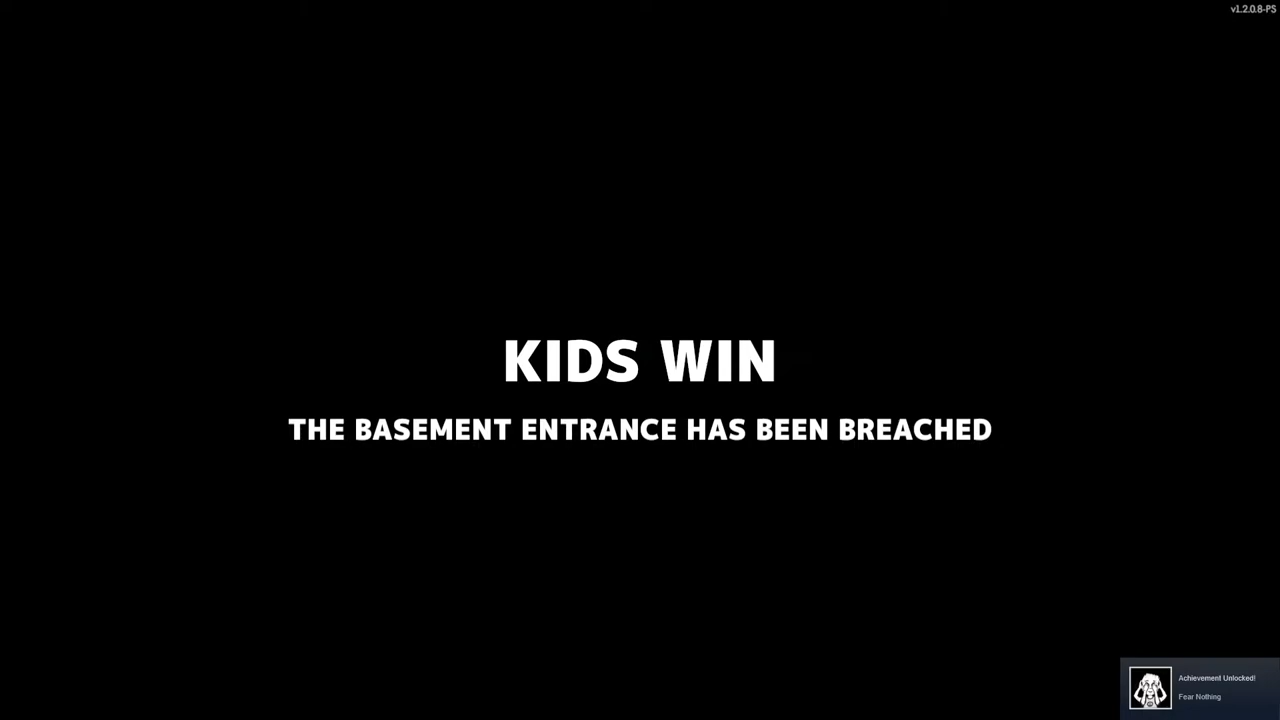 v1.2.0.8-PS
KIDS WIN
THE BASEMENT ENTRANCE HAS BEEN BREACHED
Achievement Unlocked!
Fear Nothing